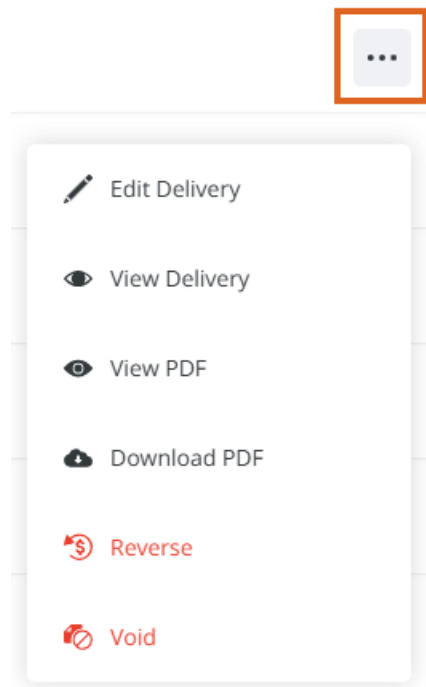 Edit Delivery
View Delivery
View PDF
Download PDF
Reverse
Void